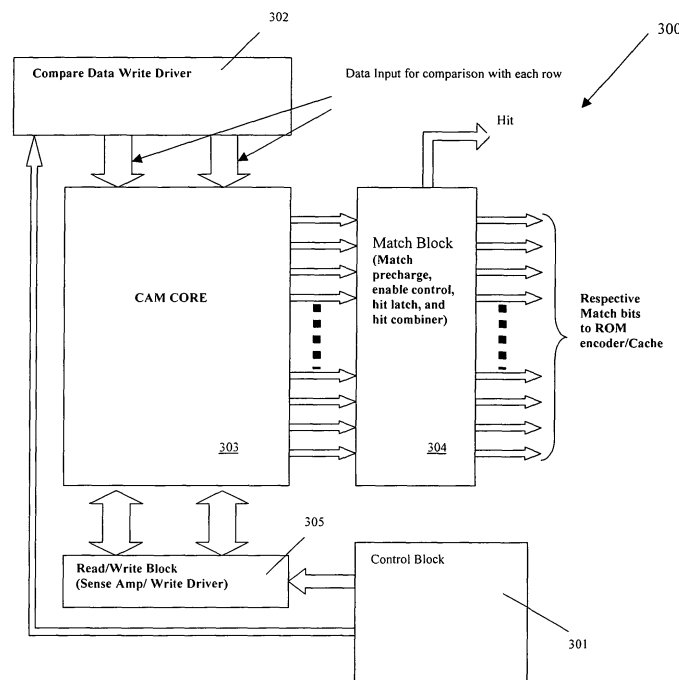 302
300
Compare Data Write Driver
Data Input for comparison with each row
Hit
CAM CORE
303
Match Block
(Match
precharge,
enable control,
hit latch, and
hit combiner)
304
Respective
Match bits
to ROM
encoder/Cache
305
Read/Write Block
(Sense Amp/ Write Driver)
Control Block
301